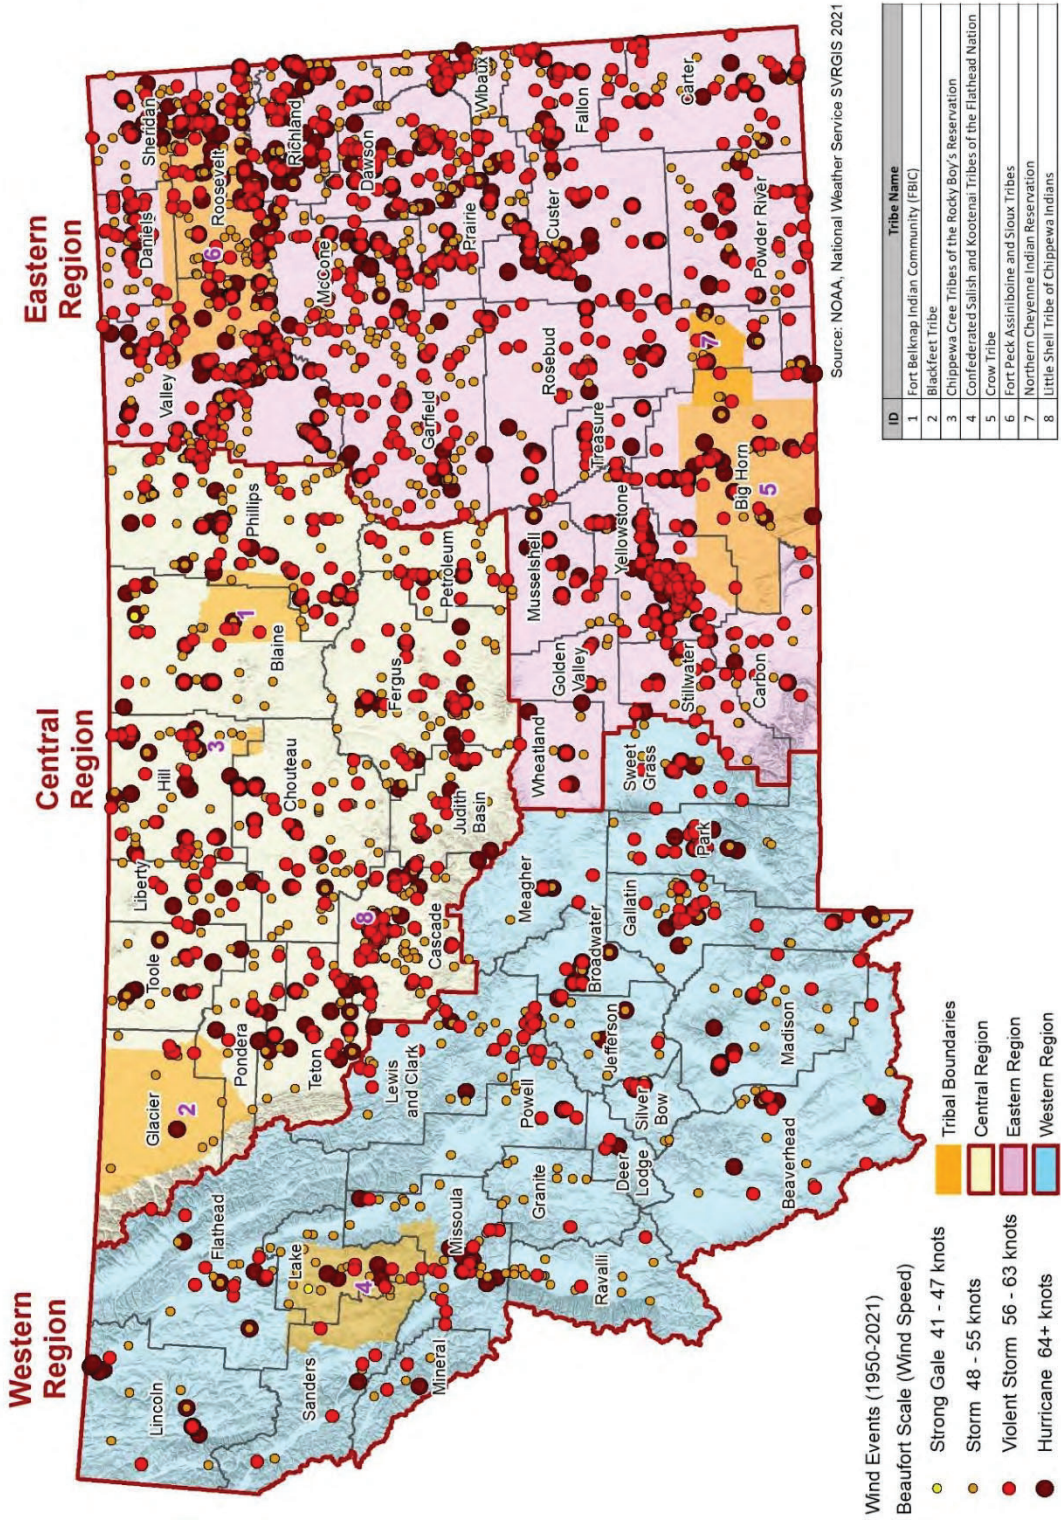 Western
Region
Central
Region
Eastern
Region
Lincoln
Flathead
Glacier
2
Toole
Liberty
Hill
3
Blaine
1
Phillips
Valley
Daniels
Sheridan
6
Roosevelt
Richland
Sanders
Lake
4
Pondera
Teton
Chouteau
8
Cascade
Judith
Basin
Fergus
Petroleum
Garfield
McCone
Dawson
Prairie
Wibaux
Mineral
Missoula
Lewis
and Clark
Powell
Granite
Ravalli
Deer
Lodge
Silver
Bow
Jefferson
Broadwater
Meagher
Wheatland
Golden
Valley
Musselshell
Rosebud
Treasure
Custer
Fallon
Beaverhead
Madison
Gallatin
Park
Sweet
Grass
Stillwater
Yellowstone
Carbon
Big Horn
5
7
Powder River
Carter
Source: NOAA, National Weather Service SVRGIS 2021
Wind Events (1950-2021)
Beaufort Scale (Wind Speed)
Strong Gale 41 - 47 knots
Storm 48 - 55 knots
Violent Storm 56 - 63 knots
Hurricane 64+ knots
Tribal Boundaries
Central Region
Eastern Region
Western Region
ID Tribe Name
1 Fort Belknap Indian Community (FBIC)
2 Blackfeet Tribe
3 Chippewa Cree Tribes of the Rocky Boy's Reservation
4 Confederated Salish and Kootenai Tribes of the Flathead Nation
5 Crow Tribe
6 Fort Peck Assiniboine and Sioux Tribes
7 Northern Cheyenne Indian Reservation
8 Little Shell Tribe of Chippewa Indians